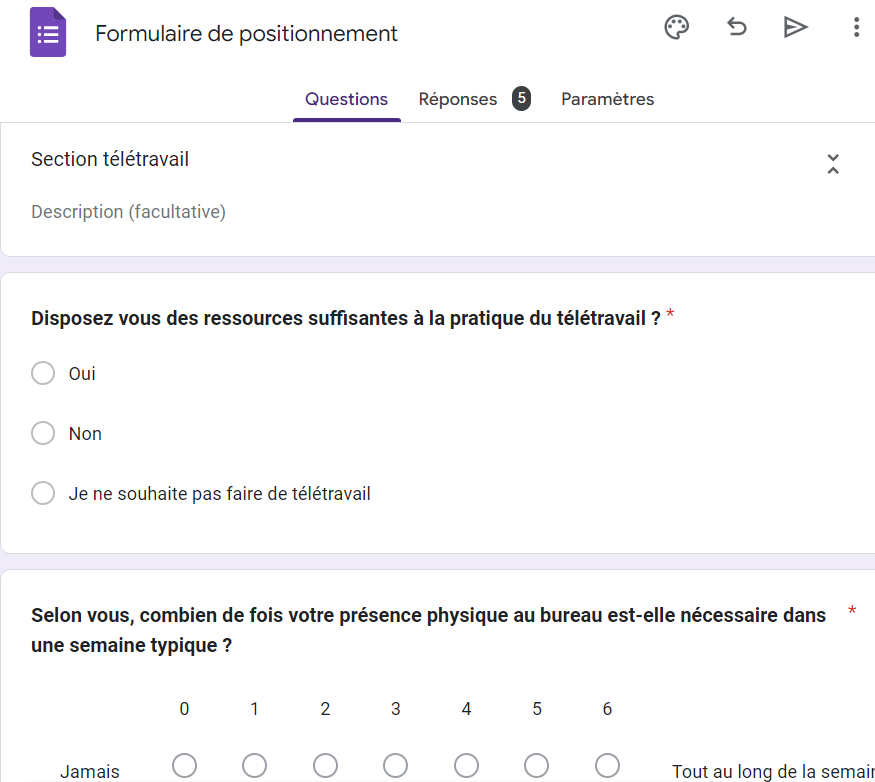 Formulaire de positionnement
Questions
Réponses 5
Paramètres
Section télétravail
Description (facultative)
Disposez vous des ressources suffisantes à la pratique du télétravail ? *
Oui
Non
Je ne souhaite pas faire de télétravail
Selon vous, combien de fois votre présence physique au bureau est-elle nécessaire dans *
une semaine typique ?
0 1 2 3 4 5 6
Jamais Tout au long de la semair